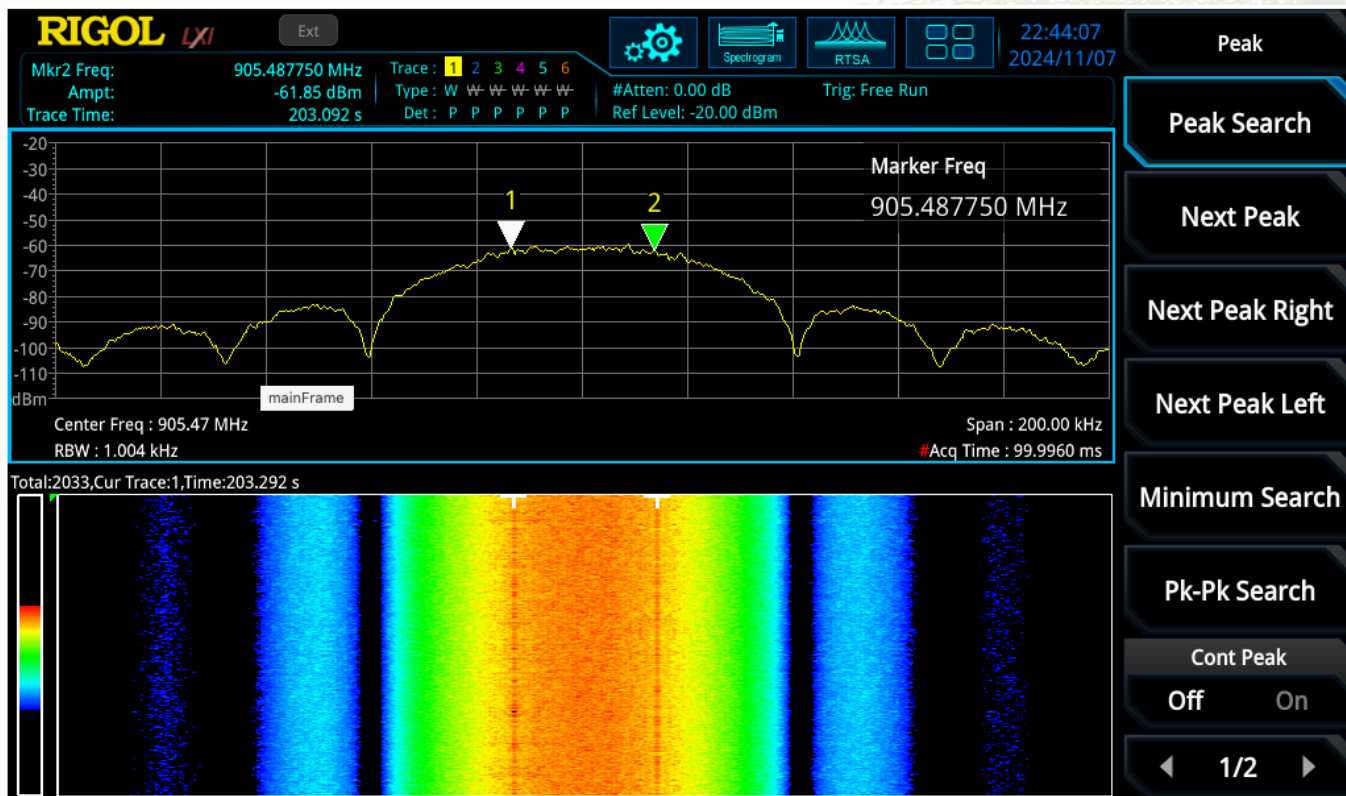 RIGOL LXI Ext 22:44:07
Spectrogram RTSA 2024/11/07
Mkr2 Freq: 905.487750 MHz Trace : 1 2 3 4 5 6
Ampt: -61.85 dBm Type : W W W W W W #Atten: 0.00 dB Trig: Free Run
Trace Time: 203.092 s Det : P P P P P P Ref Level: -20.00 dBm
-20
-30
-40
-50
-60
-70
-80
-90
-100
-110
dBm
1 2
Marker Freq
905.487750 MHz
mainFrame
Center Freq : 905.47 MHz Span : 200.00 kHz
RBW : 1.004 kHz #Acq Time : 99.9960 ms
Total:2033,Cur Trace:1,Time:203.292 s
Peak
Peak Search
Next Peak
Next Peak Right
Next Peak Left
Minimum Search
Pk-Pk Search
Cont Peak
Off On
1/2